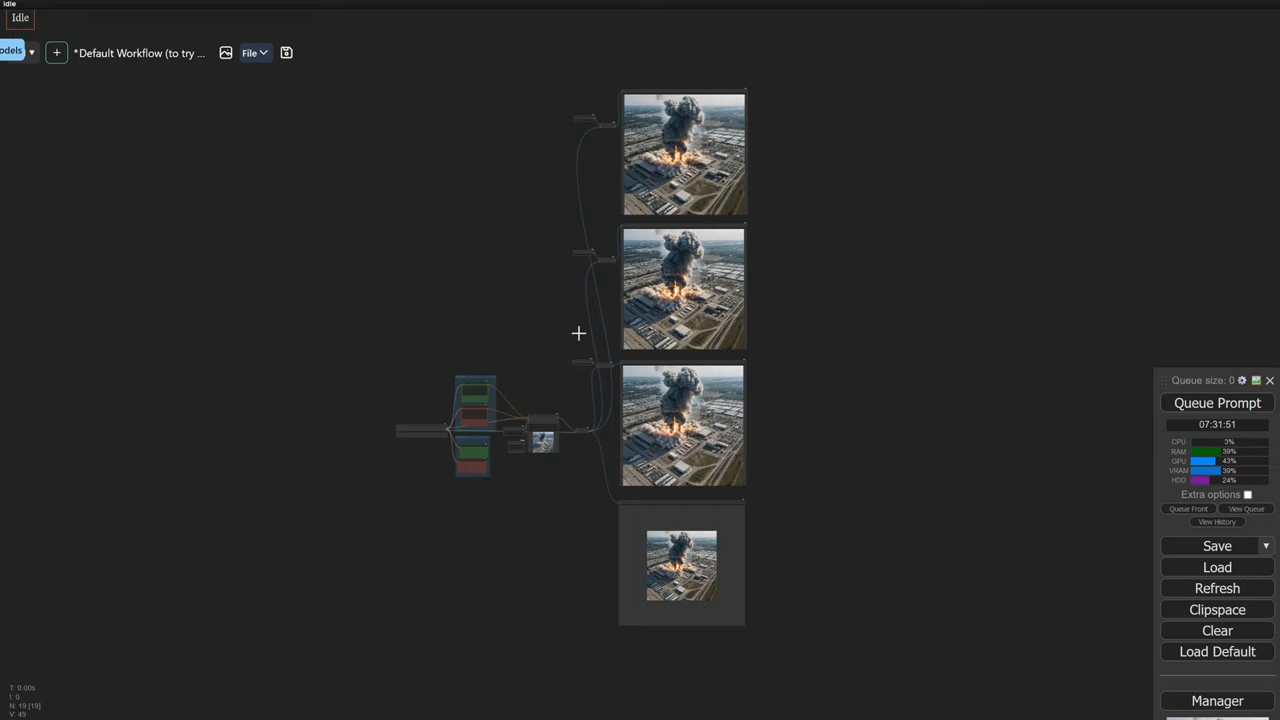 Idle
Idle
odels
+
*Default Workflow (to try ...
File
Queue size: 0
Queue Prompt
07:31:51
CPU 3%
RAM 39%
GPU 43%
VRAM 39%
HDD 24%
Extra options
Queue Front
View Queue
View History
Save
Load
Refresh
Clipspace
Clear
Load Default
Manager
T: 0.00s
I: 0
N: 19 [19]
V: 49